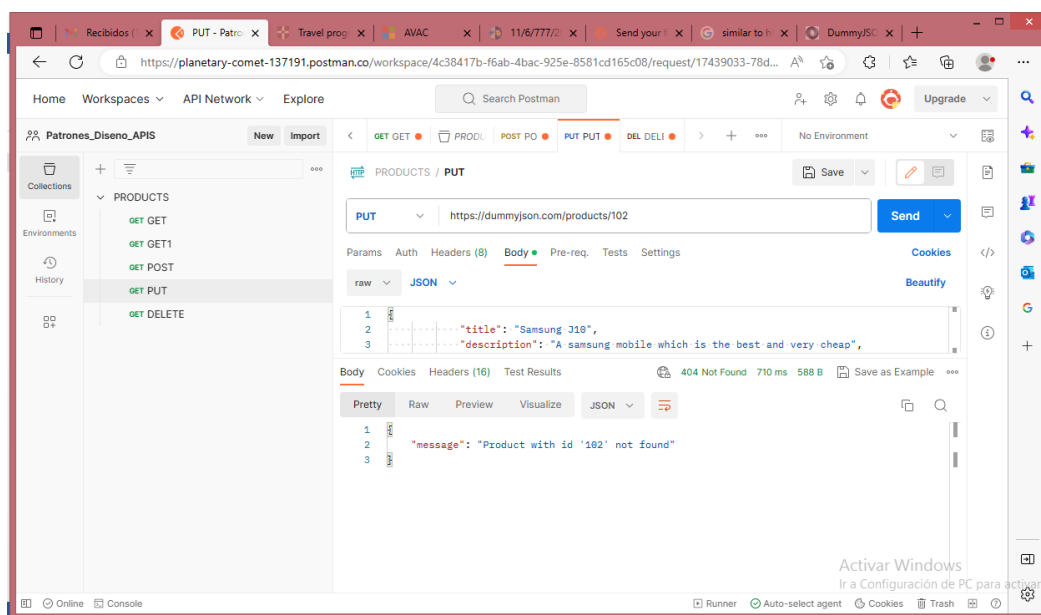 Recibidos (
PUT - Patro
Travel prog
AVAC
11/6/777/2
Send your f
similar to h
DummyJSC
https://planetary-comet-137191.postman.co/workspace/4c38417b-f6ab-4bac-925e-8581cd165c08/request/17439033-78d...
Home Workspaces API Network Explore
Search Postman
Upgrade
Patrones_Diseno_APIS
New Import
GET GET
PRODU
POST PO
PUT PUT
DEL DELI
No Environment
Collections
Environments
History
PRODUCTS
GET GET
GET GET1
GET POST
GET PUT
GET DELETE
HTTP PRODUCTS / PUT
Save
PUT https://dummyjson.com/products/102
Send
Params Auth Headers (8) Body Pre-req. Tests Settings
Cookies
raw JSON
Beautify
1 {
2 "title": "Samsung J10",
3 "description": "A samsung mobile which is the best and very cheap",
Body Cookies Headers (16) Test Results
404 Not Found 710 ms 588 B Save as Example
Pretty Raw Preview Visualize JSON
1 {
2 "message": "Product with id '102' not found"
3 }
Activar Windows
Ir a Configuración de PC para activar
Online Console
Runner Auto-select agent Cookies Trash